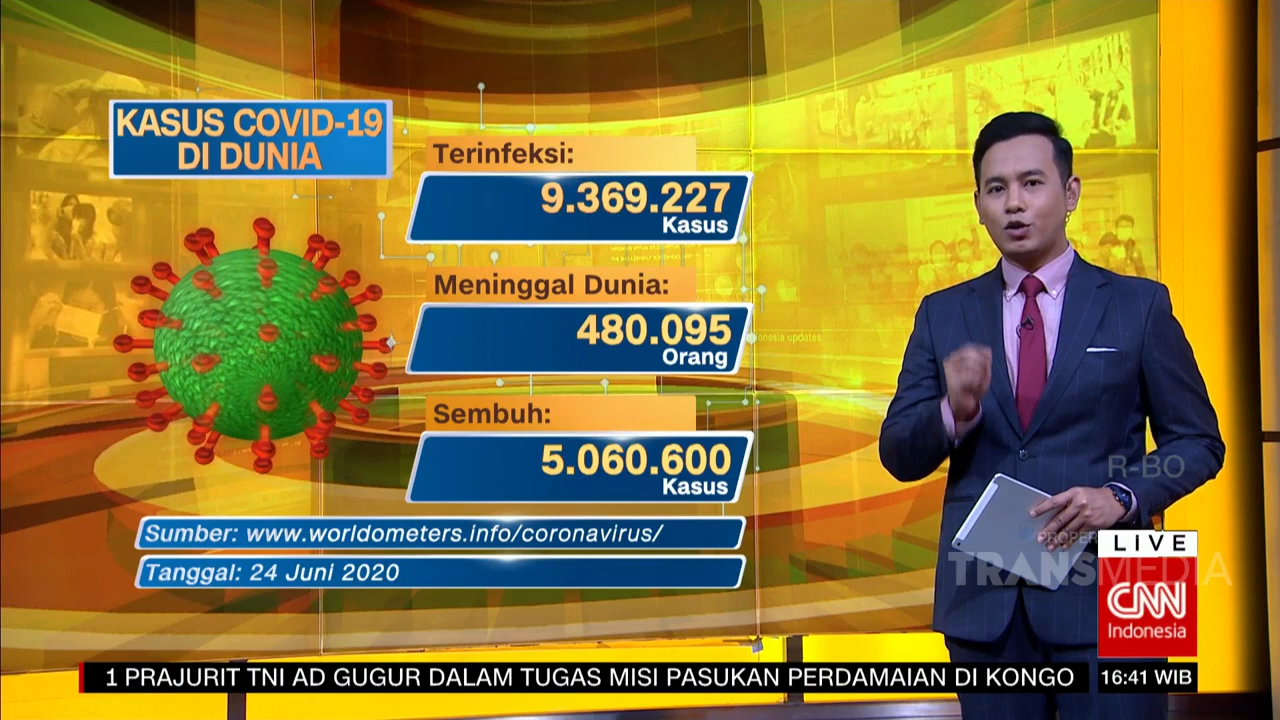 KASUS COVID-19
DI DUNIA
Terinfeksi:
9.369.227
Kasus
Meninggal Dunia:
480.095
Orang
Sembuh:
5.060.600
Kasus
Sumber: www.worldometers.info/coronavirus/
Tanggal: 24 Juni 2020
R-BO
TRANSMEDIA
LIVE
CNN
Indonesia
1 PRAJURIT TNI AD GUGUR DALAM TUGAS MISI PASUKAN PERDAMAIAN DI KONGO
16:41 WIB